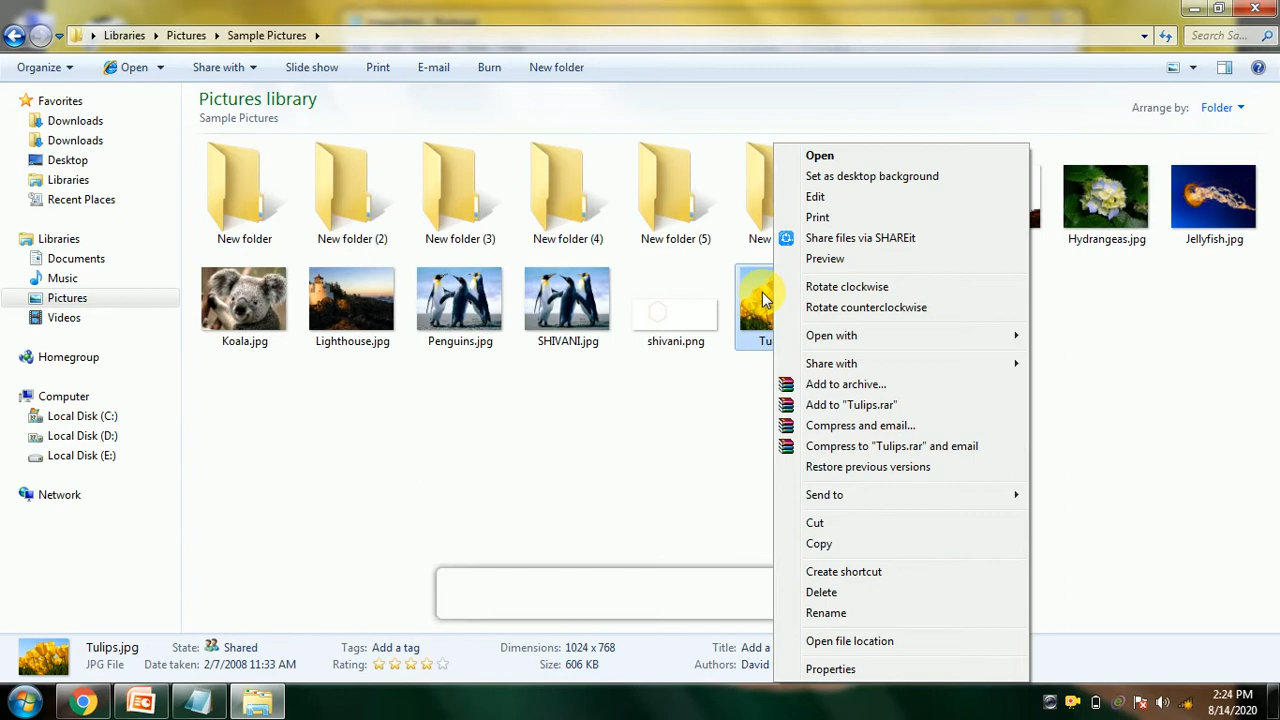 Libraries Pictures Sample Pictures Search Sa...
Organize Open Share with Slide show Print E-mail Burn New folder
Favorites
Downloads
Downloads
Desktop
Libraries
Recent Places
Libraries
Documents
Music
Pictures
Videos
Homegroup
Computer
Local Disk (C:)
Local Disk (D:)
Local Disk (E:)
Network
Pictures library
Sample Pictures
Arrange by: Folder
New folder New folder (2) New folder (3) New folder (4) New folder (5) New Hydrangeas.jpg Jellyfish.jpg
Koala.jpg Lighthouse.jpg Penguins.jpg SHIVANI.jpg shivani.png Tu
Open
Set as desktop background
Edit
Print
Share files via SHAREit
Preview
Rotate clockwise
Rotate counterclockwise
Open with
Share with
Add to archive...
Add to "Tulips.rar"
Compress and email...
Compress to "Tulips.rar" and email
Restore previous versions
Send to
Cut
Copy
Create shortcut
Delete
Rename
Open file location
Properties
Tulips.jpg State: Shared Tags: Add a tag Dimensions: 1024 x 768 Title: Add a
JPG File Date taken: 2/7/2008 11:33 AM Rating: Size: 606 KB Authors: David
2:24 PM
8/14/2020